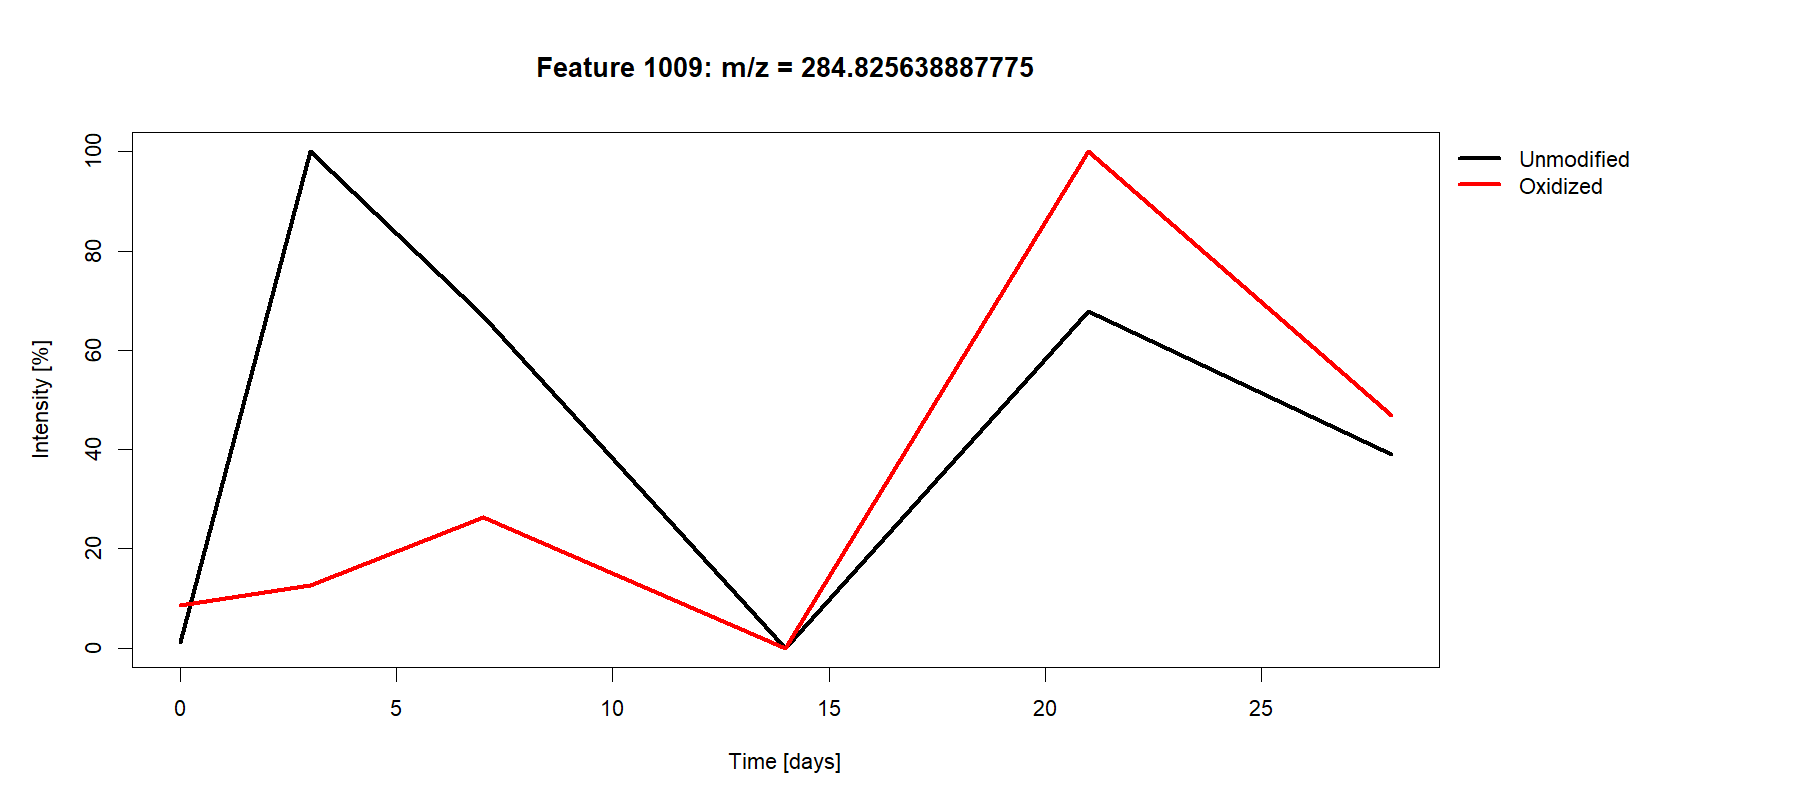 Feature 1009: m/z = 284.825638887775
Unmodified
Oxidized
Intensity [%]
100
80
60
40
20
0
0 5 10 15 20 25
Time [days]